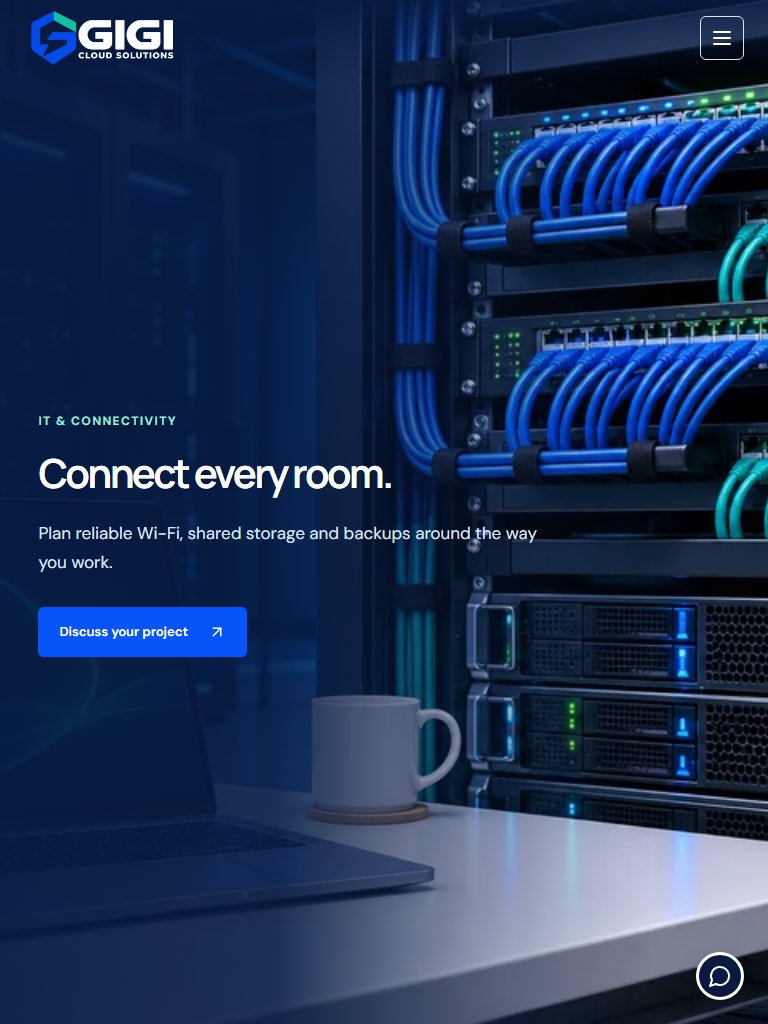 GIGI
CLOUD SOLUTIONS
IT & CONNECTIVITY
Connect every room.
Plan reliable Wi-Fi, shared storage and backups around the way
you work.
Discuss your project